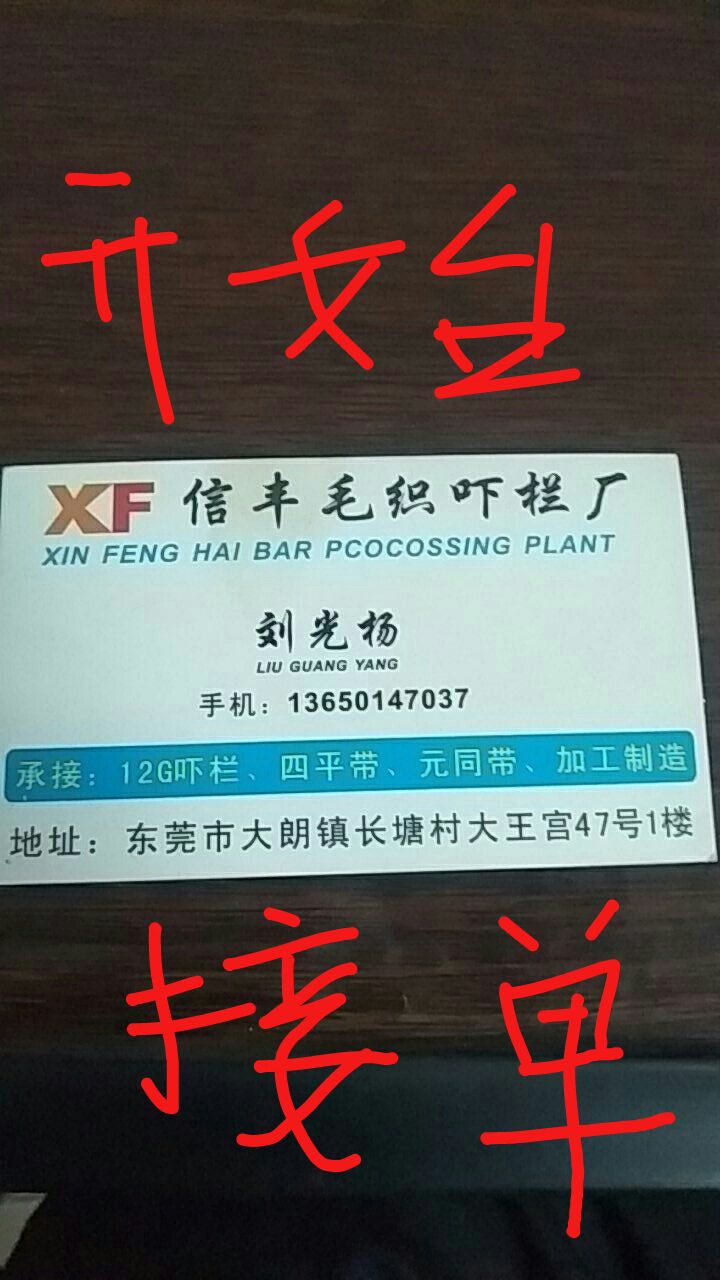 开始
XF 信丰毛织吓栏厂
XIN FENG HAI BAR PCOCOSSING PLANT
刘光杨
LIU GUANG YANG
手机：13650147037
承接：12G吓栏、四平带、元同带、加工制造
地址：东莞市大朗镇长塘村大王宫47号1楼
接单